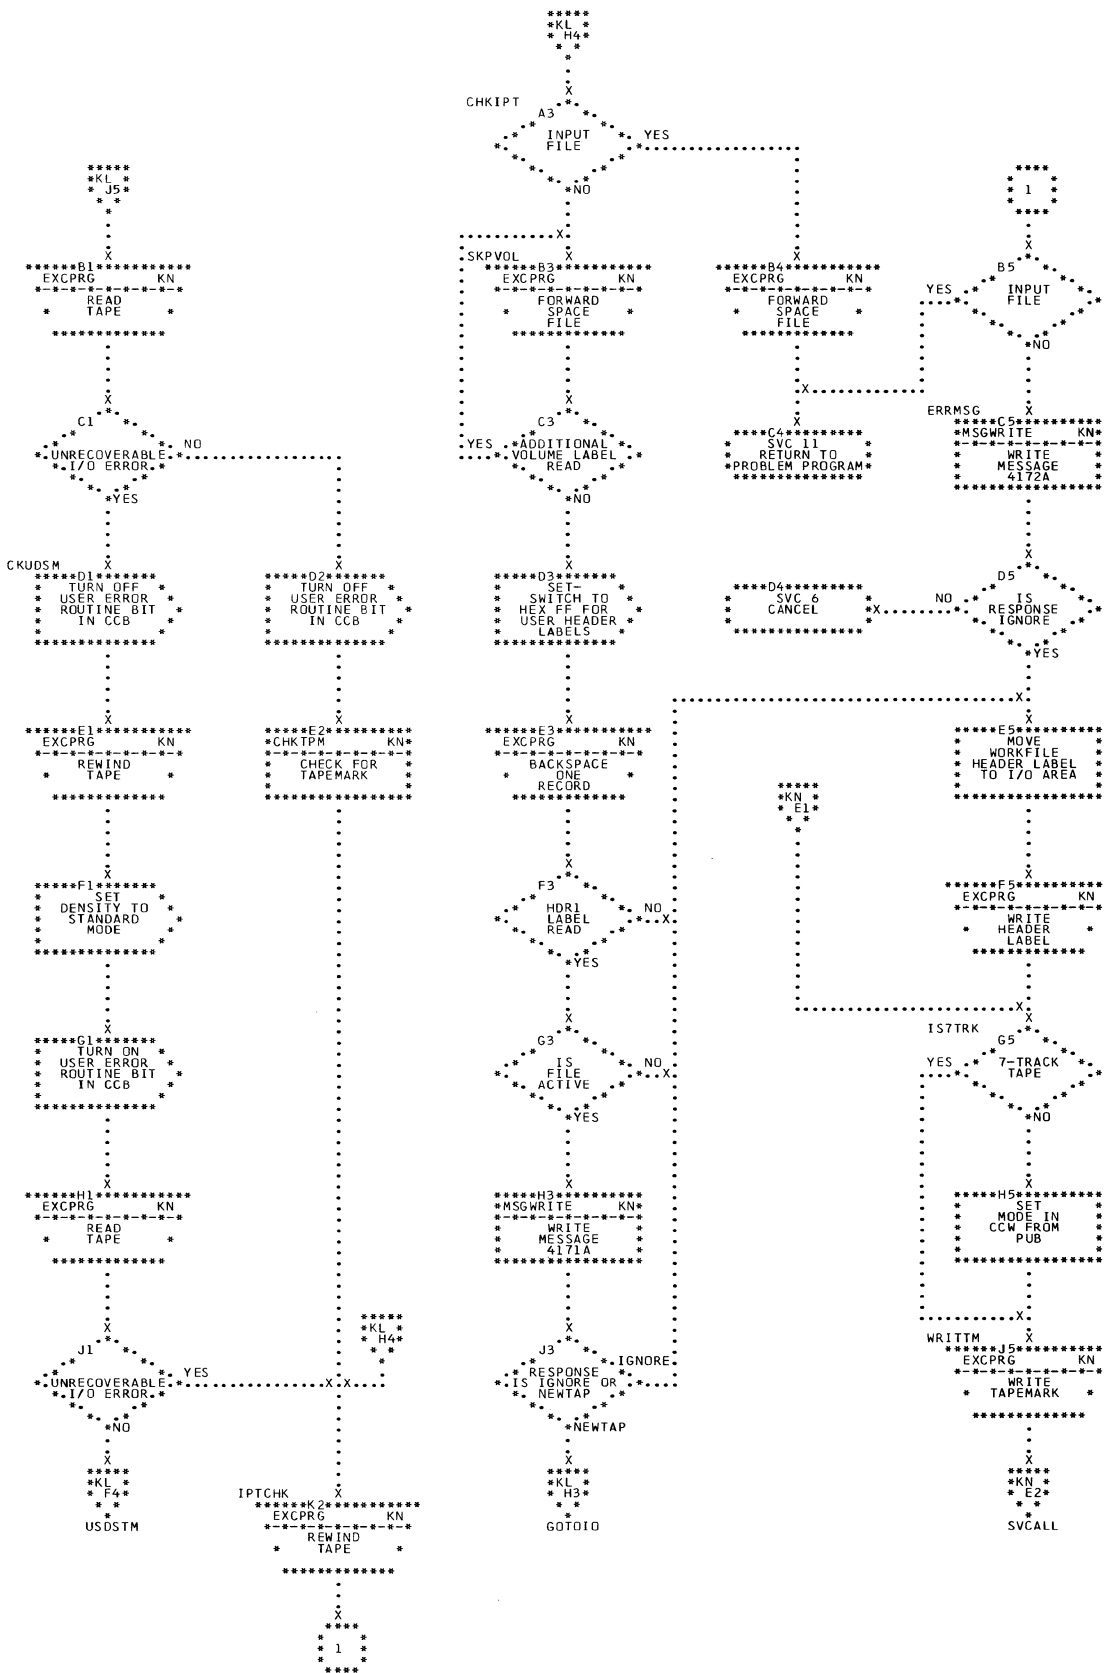 KL
J5
B1
EXCPRG KN
READ
TAPE
C1
UNRECOVERABLE
I/O ERROR
NO
YES
CKUDSM
D1
TURN OFF
USER ERROR
ROUTINE BIT
IN CCB
E1
EXCPRG KN
REWIND
TAPE
F1
SET
DENSITY TO
STANDARD
MODE
G1
TURN ON
USER ERROR
ROUTINE BIT
IN CCB
H1
EXCPRG KN
READ
TAPE
J1
UNRECOVERABLE
I/O ERROR
YES
NO
KL
F4
USDSTM
D2
TURN OFF
USER ERROR
ROUTINE BIT
IN CCB
E2
CHKTPM KN
CHECK FOR
TAPEMARK
KL
H4
IPTCHK
K2
EXCPRG KN
REWIND
TAPE
1
KL
H4
CHKIPT
A3
INPUT
FILE
YES
NO
SKPVOL
B3
EXCPRG KN
FORWARD
SPACE
FILE
C3
YES
ADDITIONAL
VOLUME LABEL
READ
NO
D3
SET-
SWITCH TO
HEX FF FOR
USER HEADER
LABELS
E3
EXCPRG KN
BACKSPACE
ONE
RECORD
F3
HDR1
LABEL
READ
NO
YES
G3
IS
FILE
ACTIVE
NO
YES
H3
MSGWRITE KN
WRITE
MESSAGE
4171A
J3
RESPONSE
IS IGNORE OR
NEWTAP
IGNORE
NEWTAP
KL
H3
GOTOIO
B4
EXCPRG KN
FORWARD
SPACE
FILE
C4
SVC 11
RETURN TO
PROBLEM PROGRAM
D4
SVC 6
CANCEL
KN
E1
1
B5
INPUT
FILE
YES
NO
ERRMSG
C5
MSGWRITE KN
WRITE
MESSAGE
4172A
D5
IS
RESPONSE
IGNORE
NO
YES
E5
MOVE
WORKFILE
HEADER LABEL
TO I/O AREA
F5
EXCPRG KN
WRITE
HEADER
LABEL
IS7TRK
G5
7-TRACK
TAPE
YES
NO
H5
SET
MODE IN
CCW FROM
PUB
WRITTM
J5
EXCPRG KN
WRITE
TAPEMARK
KN
E2
SVCALL